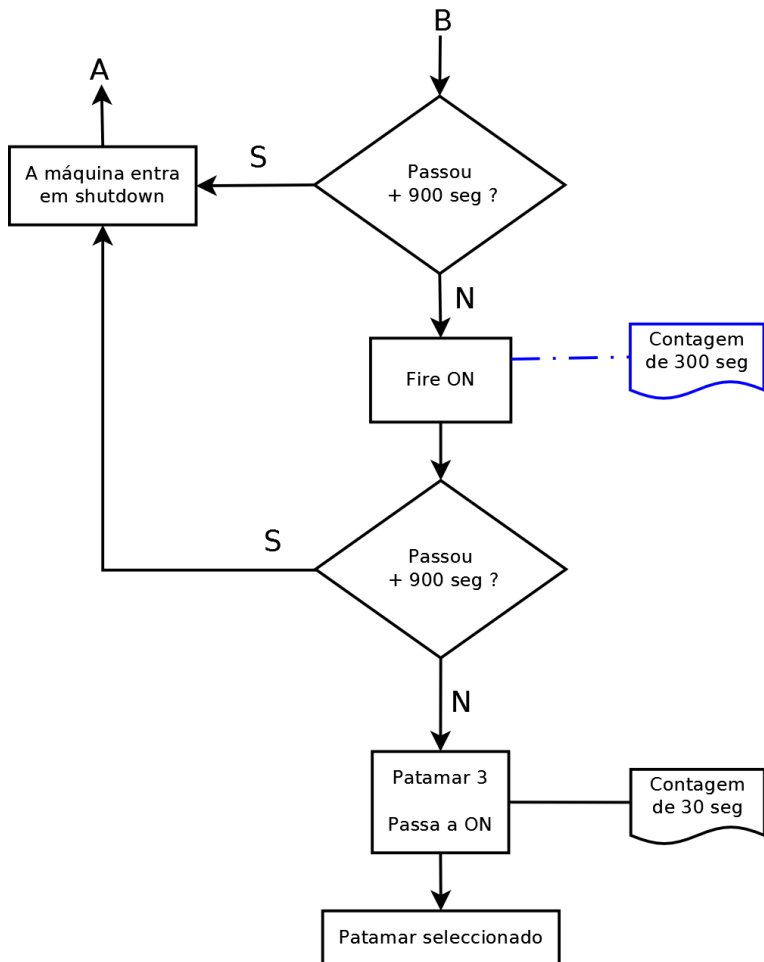 B
A
S
A máquina entra
em shutdown
Passou
+ 900 seg ?
N
Contagem
de 300 seg
Fire ON
S
Passou
+ 900 seg ?
N
Patamar 3
Passa a ON
Contagem
de 30 seg
Patamar seleccionado